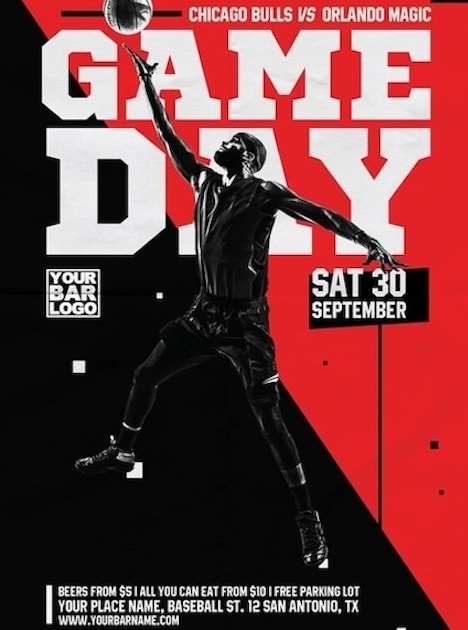 CHICAGO BULLS VS ORLANDO MAGIC
GAME
DAY
YOUR
BAR
LOGO
SAT 30
SEPTEMBER
BEERS FROM $5 I ALL YOU CAN EAT FROM $10 I FREE PARKING LOT
YOUR PLACE NAME, BASEBALL ST. 12 SAN ANTONIO, TX
WWW.YOURBARNAME.COM